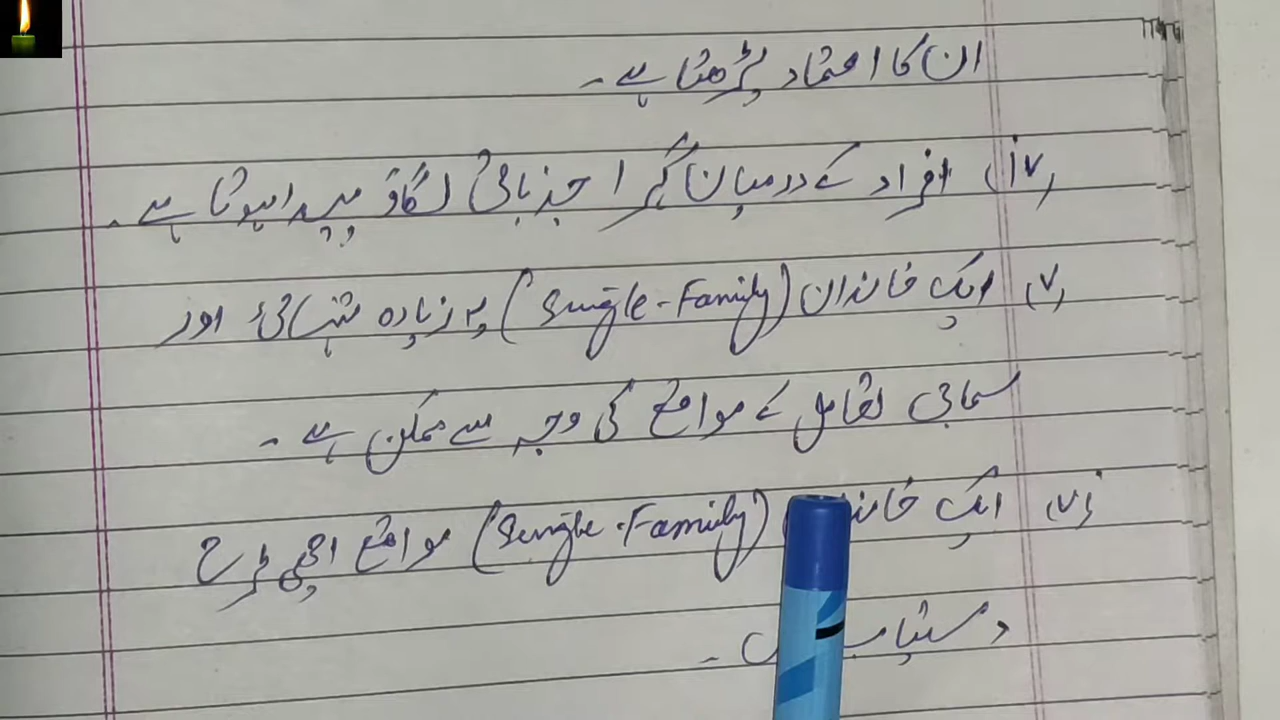 ان کا اعتماد بڑھتا ہے۔
iv) افراد کے درمیان گہرا جذباتی لگاؤ پیدا ہوتا ہے۔
v) ایک خاندان (Single-Family) پر زیادہ تنہائی اور
سماجی تعامل کے مواقع کی وجہ سے ممکن ہے۔
vi) ایک (Single-Family) مواقع اچھی طرح
دستیاب